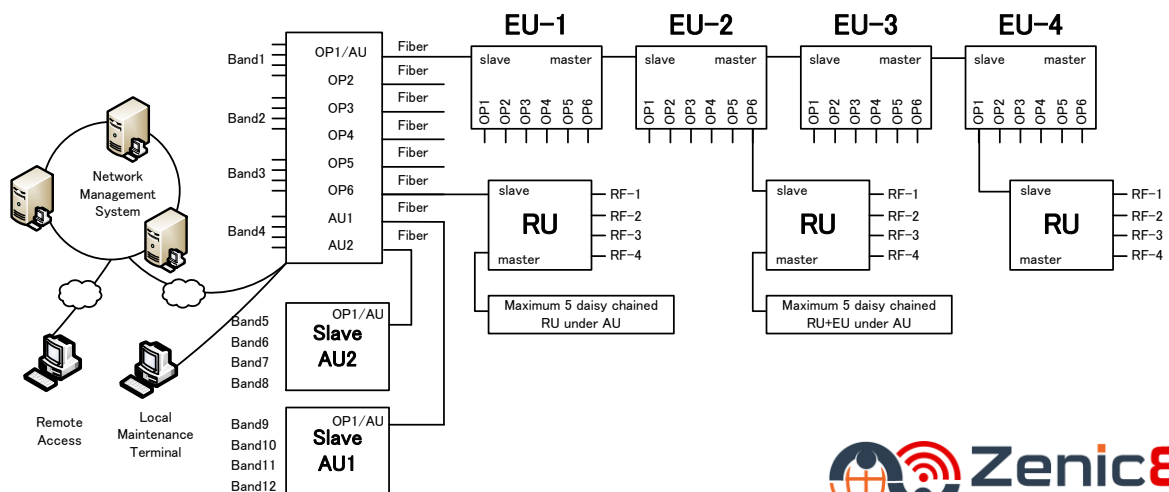 EU-1
EU-2
EU-3
EU-4
Band1
Band2
Band3
Band4
OP1/AU
OP2
OP3
OP4
OP5
OP6
AU1
AU2
Fiber
Fiber
Fiber
Fiber
Fiber
Fiber
Fiber
Fiber
slave master
OP1 OP2 OP3 OP4 OP5 OP6
slave master
OP1 OP2 OP3 OP4 OP5 OP6
slave master
OP1 OP2 OP3 OP4 OP5 OP6
slave master
OP1 OP2 OP3 OP4 OP5 OP6
Network
Management
System
slave
RU
master
RF-1
RF-2
RF-3
RF-4
slave
RU
master
RF-1
RF-2
RF-3
RF-4
slave
RU
master
RF-1
RF-2
RF-3
RF-4
Maximum 5 daisy chained
RU under AU
Maximum 5 daisy chained
RU+EU under AU
Band5
Band6
Band7
Band8
OP1/AU
Slave
AU2
Band9
Band10
Band11
Band12
OP1/AU
Slave
AU1
Remote
Access
Local
Maintenance
Terminal
Zenic8